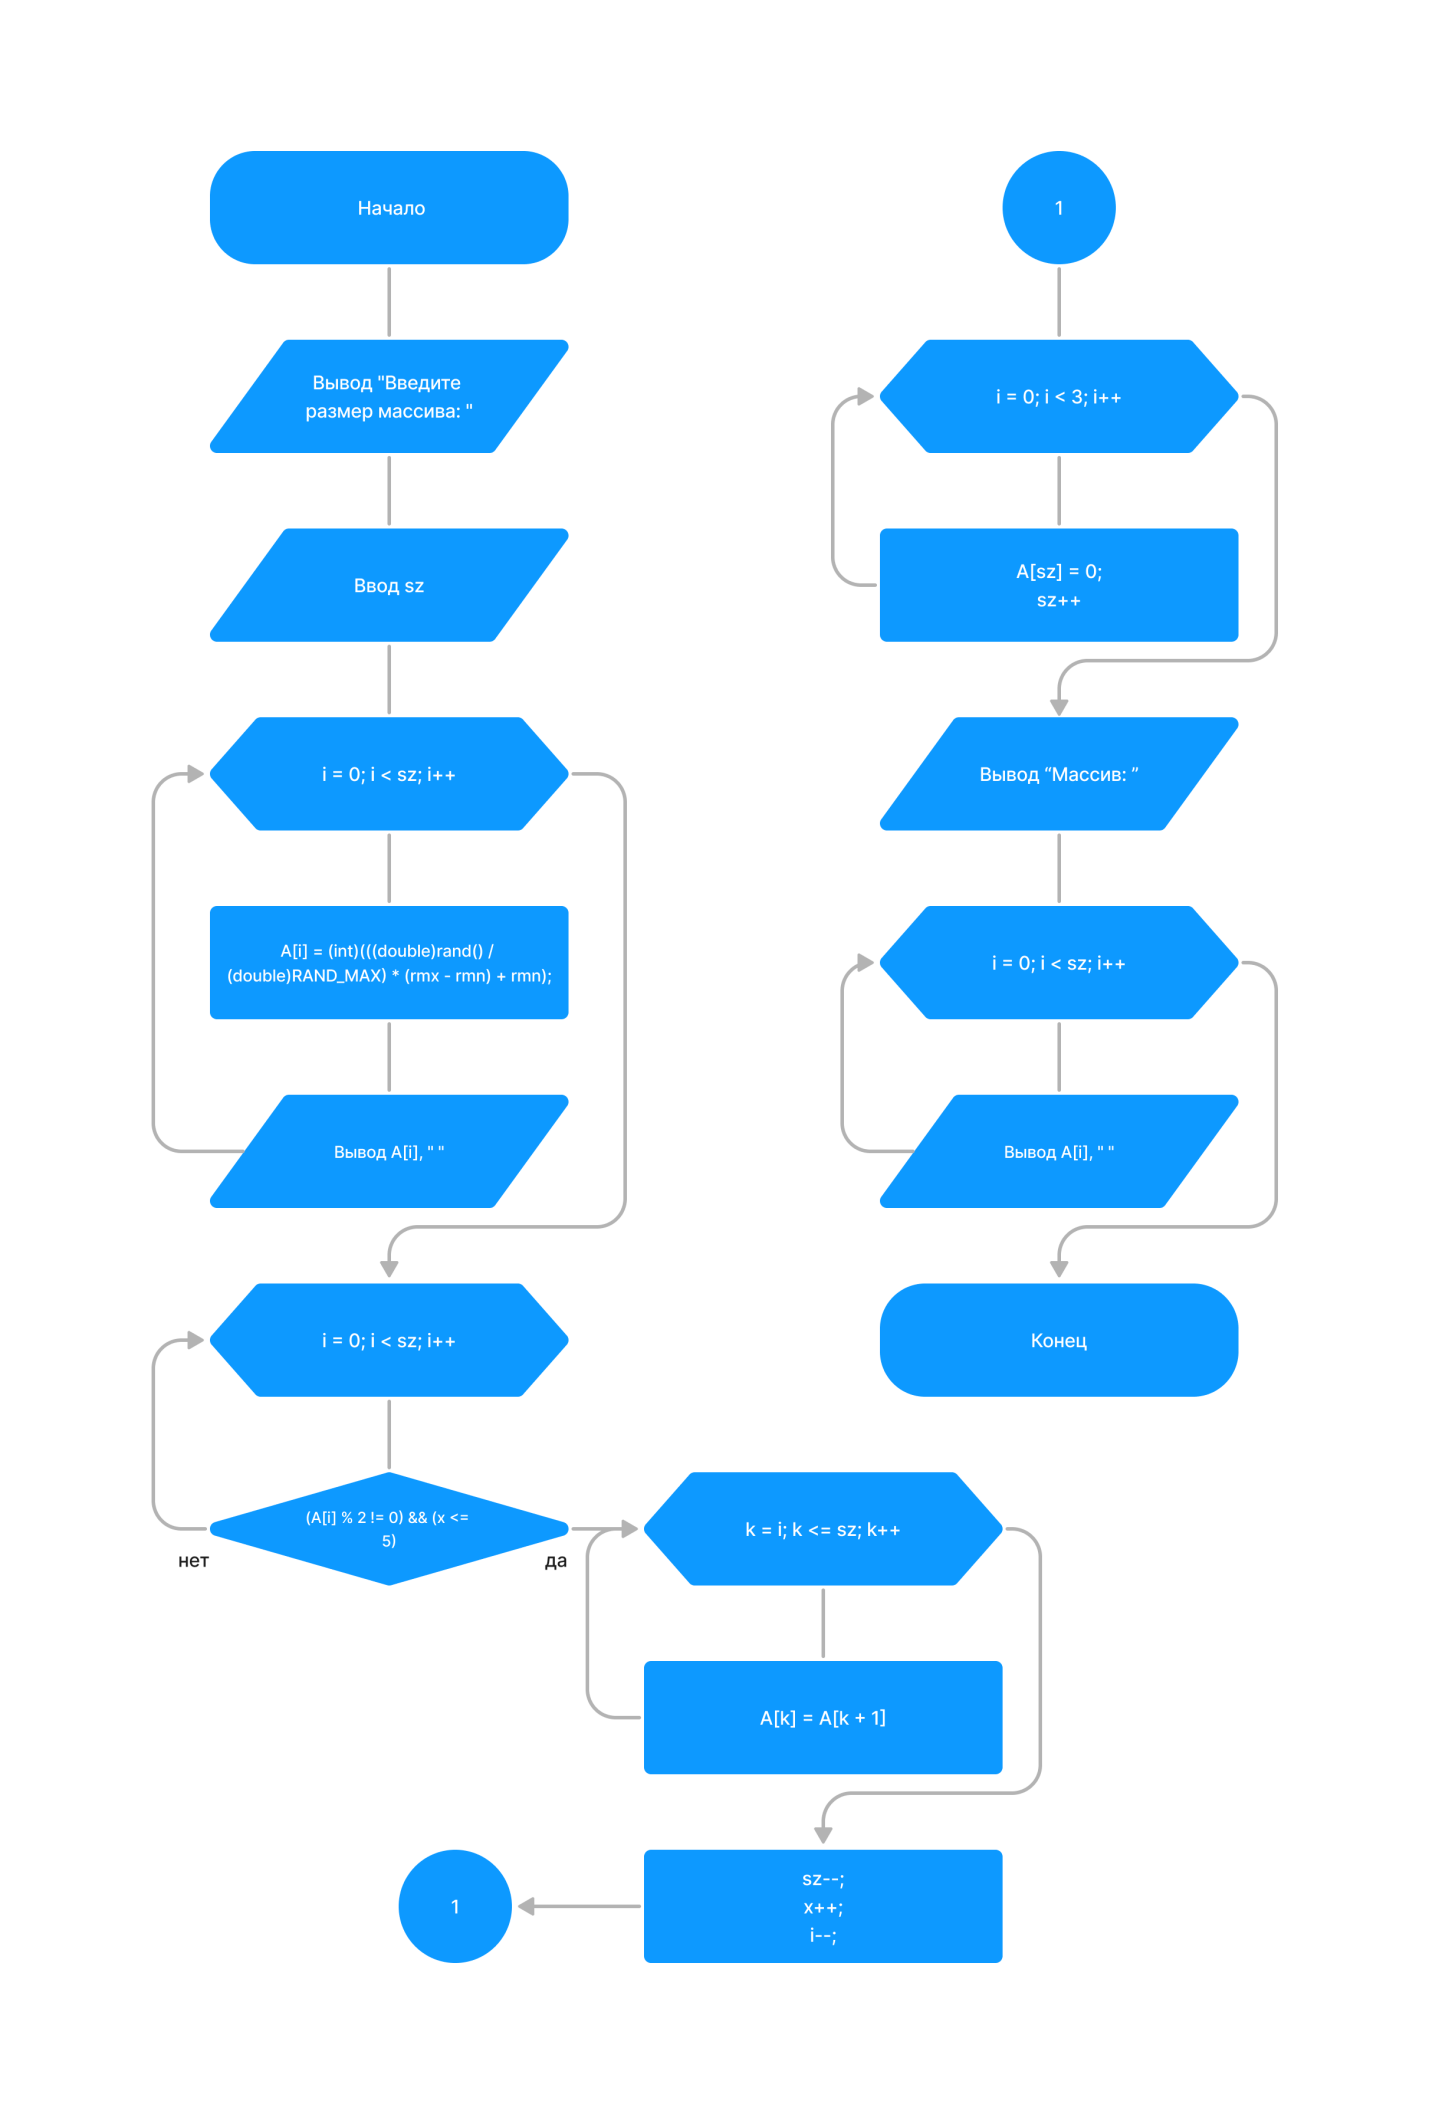 Начало
Вывод "Введите
размер массива: "
Ввод sz
i = 0; i < sz; i++
A[i] = (int)(((double)rand() /
(double)RAND_MAX) * (rmx - rmn) + rmn);
Вывод A[i], " "
i = 0; i < sz; i++
(A[i] % 2 != 0) && (x <=
5)
нет
да
k = i; k <= sz; k++
A[k] = A[k + 1]
sz--;
x++;
i--;
1
1
i = 0; i < 3; i++
A[sz] = 0;
sz++
Вывод “Массив: ”
i = 0; i < sz; i++
Вывод A[i], " "
Конец